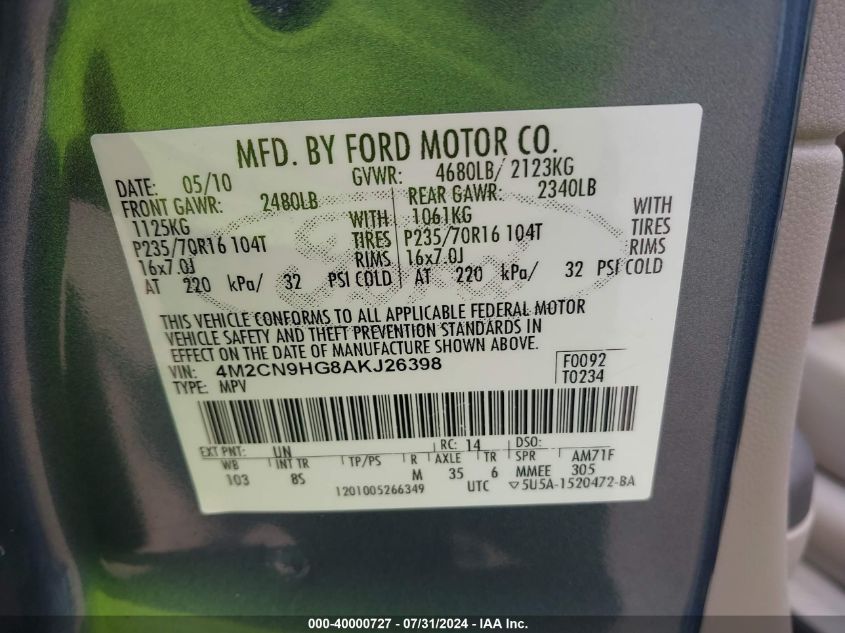 MFD. BY FORD MOTOR CO.
DATE: 05/10 GVWR: 4680LB/ 2123KG
FRONT GAWR: 2480LB REAR GAWR: 2340LB
1125KG WITH 1061KG WITH
P235/70R16 104T TIRES P235/70R16 104T TIRES
16x7.0J RIMS 16x7.0J RIMS
AT 220 kPa/ 32 PSI COLD AT 220 kPa/ 32 PSI COLD
THIS VEHICLE CONFORMS TO ALL APPLICABLE FEDERAL MOTOR
VEHICLE SAFETY AND THEFT PREVENTION STANDARDS IN
EFFECT ON THE DATE OF MANUFACTURE SHOWN ABOVE.
VIN: 4M2CN9HG8AKJ26398 F0092
TYPE: MPV T0234
EXT PNT: UN RC: 14 DSO:
WB INT TR TP/PS R AXLE TR SPR AM71F
103 8S M 35 6 MMEE 305
1201005266349 UTC ▽5U5A-1520472-BA
000-40000727 - 07/31/2024 - IAA Inc.